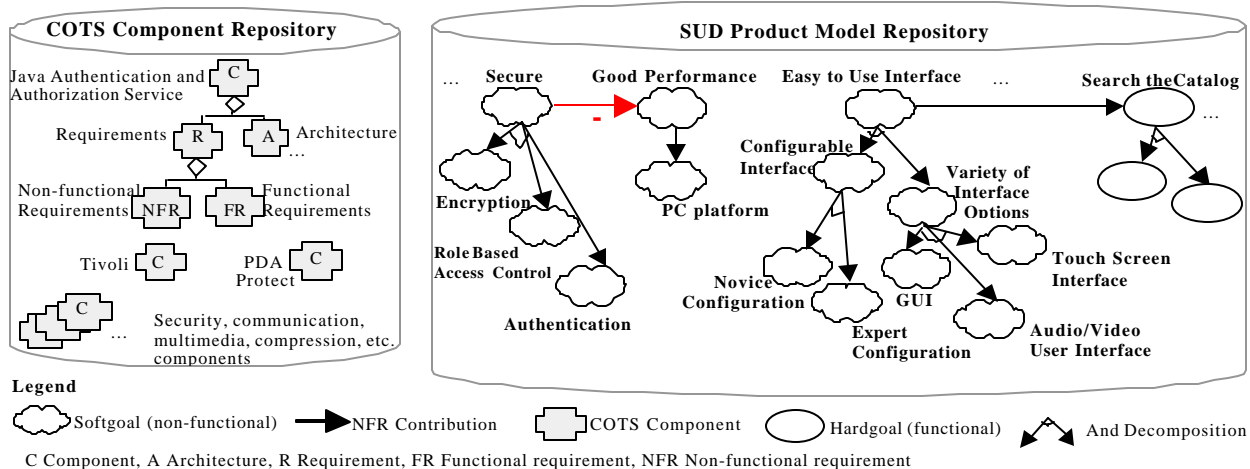 COTS Component Repository
Java Authentication and
Authorization Service
C
Requirements
R
A
Architecture
...
Non-functional
Requirements
NFR
FR
Functional
Requirements
Tivoli
C
PDA
Protect
C
C
...
Security, communication,
multimedia, compression, etc.
components
SUD Product Model Repository
...
Secure
Good Performance
Easy to Use Interface
...
Search theCatalog
...
-
Encryption
Role Based
Access Control
Authentication
PC platform
Configurable
Interface
Variety of
Interface
Options
Novice
Configuration
Expert
Configuration
GUI
Touch Screen
Interface
Audio/Video
User Interface
Legend
Softgoal (non-functional)
NFR Contribution
COTS Component
Hardgoal (functional)
And Decomposition
C Component, A Architecture, R Requirement, FR Functional requirement, NFR Non-functional requirement